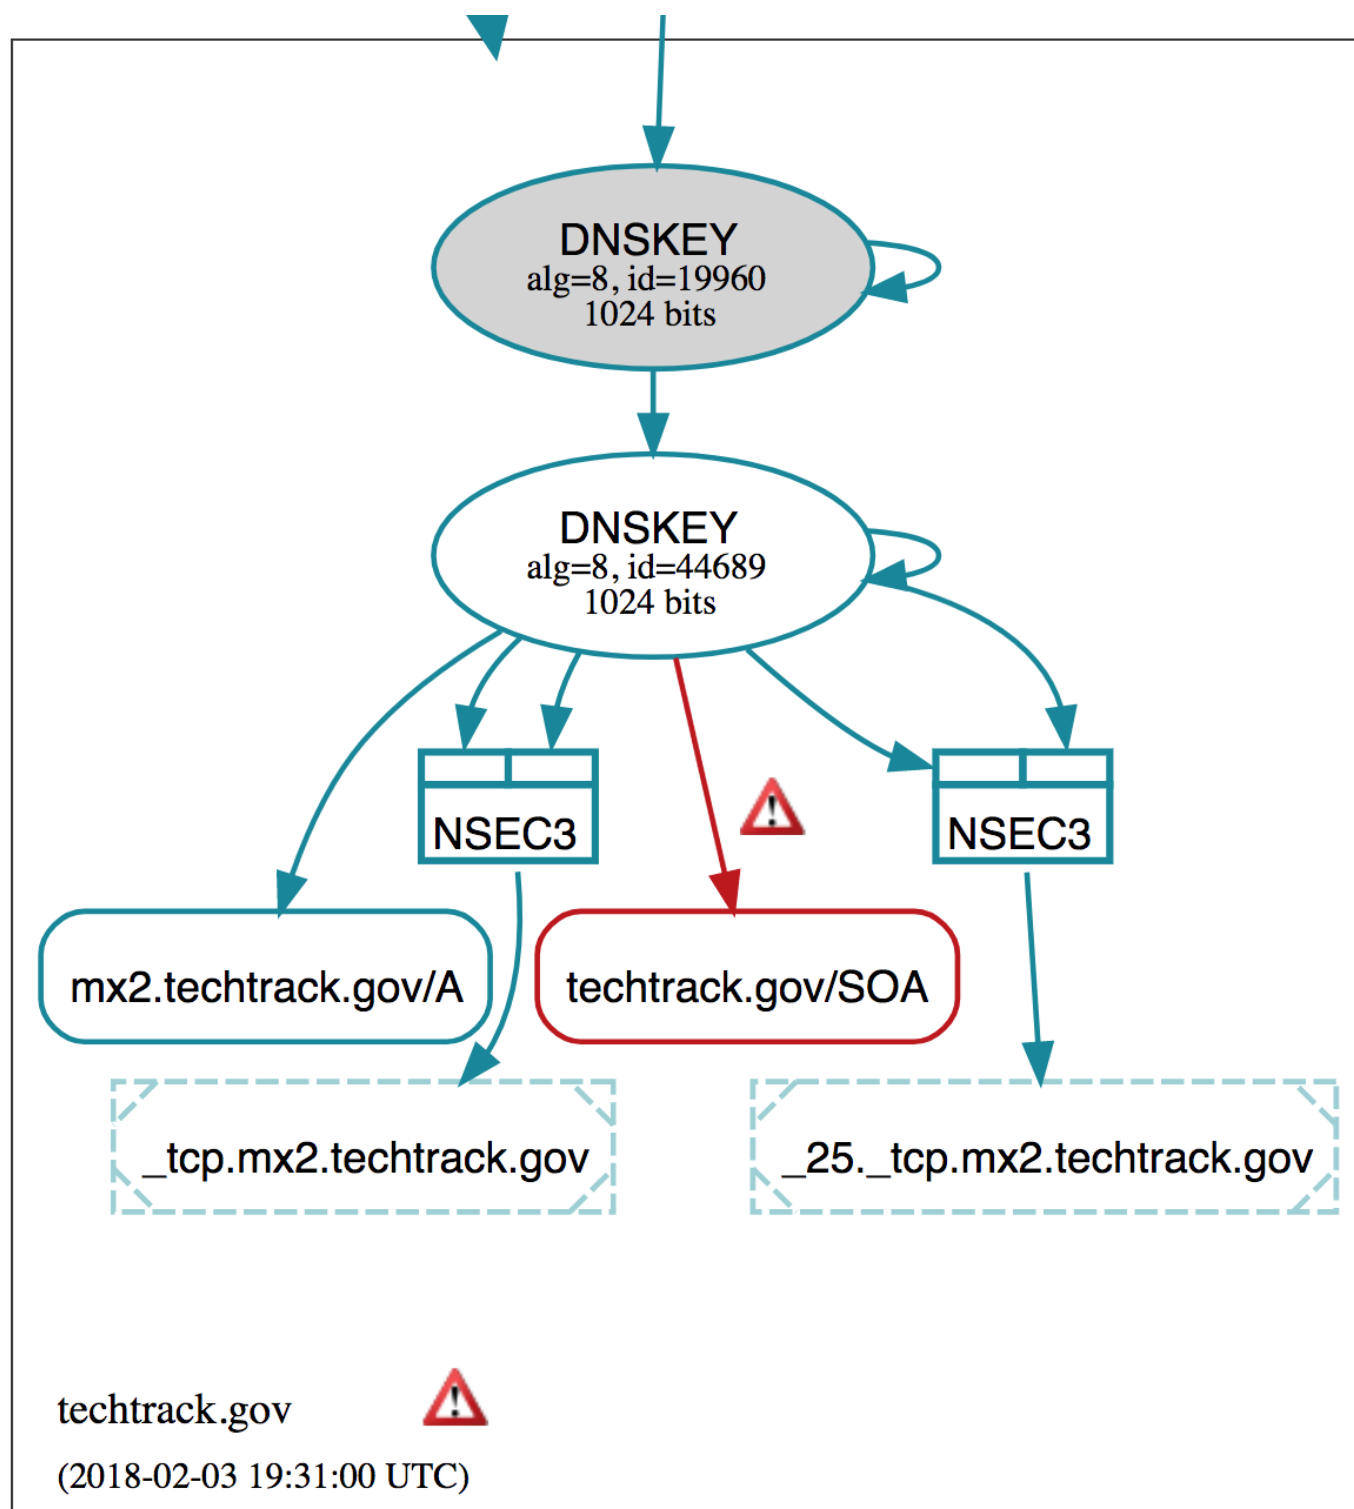 DNSKEY
alg=8, id=19960
1024 bits
DNSKEY
alg=8, id=44689
1024 bits
NSEC3
NSEC3
mx2.techtrack.gov/A
techtrack.gov/SOA
_tcp.mx2.techtrack.gov
_25._tcp.mx2.techtrack.gov
techtrack.gov
(2018-02-03 19:31:00 UTC)